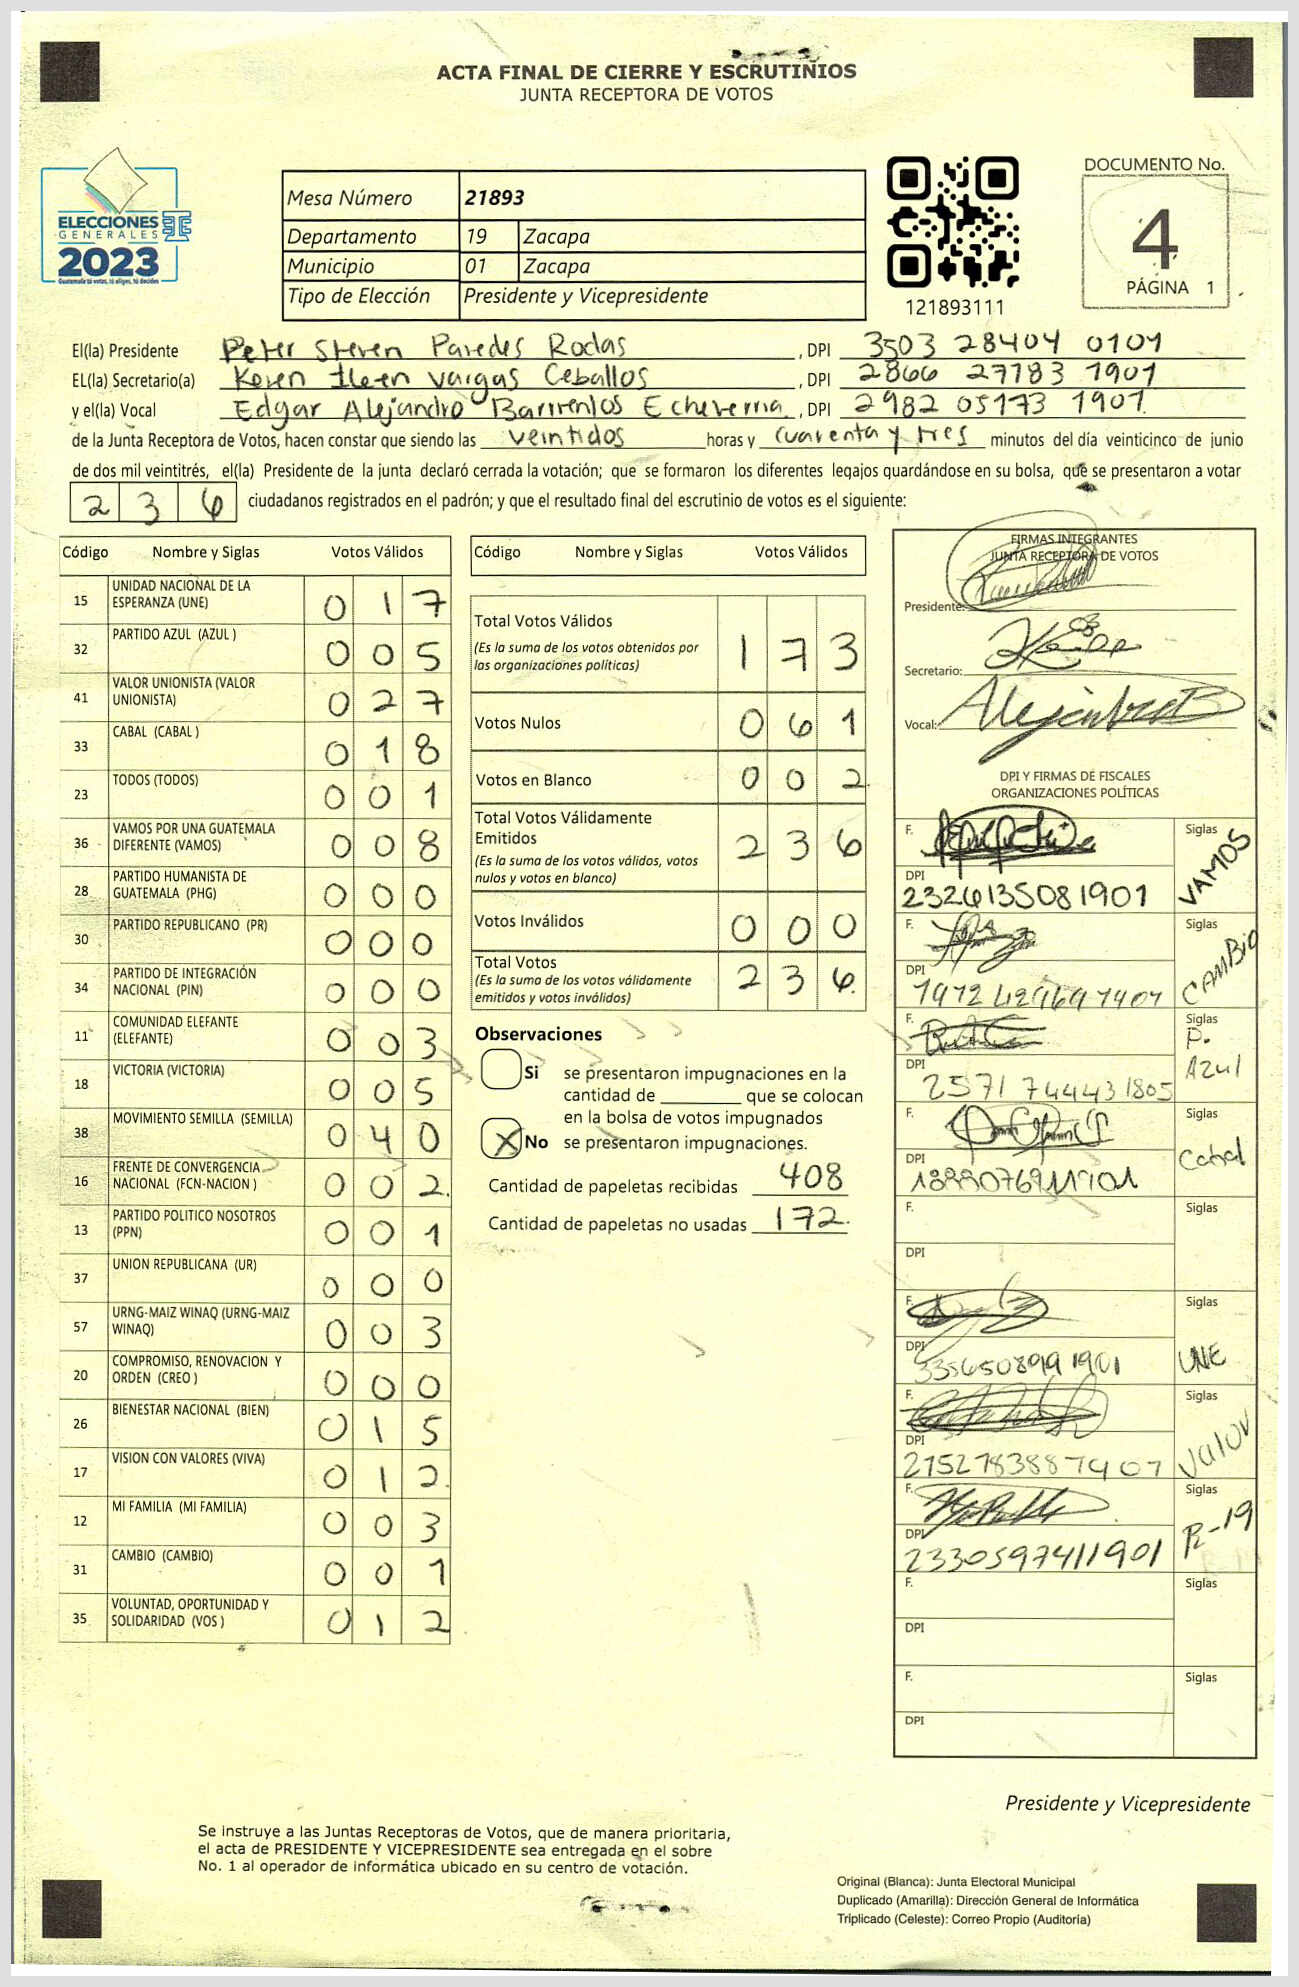 ACTA FINAL DE CIERRE Y ESCRUTINIOS
JUNTA RECEPTORA DE VOTOS
ELECCIONES
GENERALES
2023
Guatemala tú votas, tú eliges, tú decides
TSE
Mesa Número 21893
Departamento 19 Zacapa
Municipio 01 Zacapa
Tipo de Elección Presidente y Vicepresidente
121893111
DOCUMENTO No.
4
PÁGINA 1
El(la) Presidente Peter Steven Paredes Rodas, DPI 3503 28404 0101
EL(la) Secretario(a) Keren Ileen Vargas Ceballos, DPI 2866 27183 1901
y el(la) Vocal Edgar Alejandro Barrientos Echeverria, DPI 2982 05173 1901
de la Junta Receptora de Votos, hacen constar que siendo las veintidos horas y cuarenta y tres minutos del día veinticinco de junio
de dos mil veintitrés, el(la) Presidente de la junta declaró cerrada la votación; que se formaron los diferentes legajos guardándose en su bolsa, que se presentaron a votar
2 3 6 ciudadanos registrados en el padrón; y que el resultado final del escrutinio de votos es el siguiente:
Código Nombre y Siglas Votos Válidos
15 UNIDAD NACIONAL DE LA ESPERANZA (UNE) 0 1 7
32 PARTIDO AZUL (AZUL ) 0 0 5
41 VALOR UNIONISTA (VALOR UNIONISTA) 0 2 7
33 CABAL (CABAL ) 0 1 8
23 TODOS (TODOS) 0 0 1
36 VAMOS POR UNA GUATEMALA DIFERENTE (VAMOS) 0 0 8
28 PARTIDO HUMANISTA DE GUATEMALA (PHG) 0 0 0
30 PARTIDO REPUBLICANO (PR) 0 0 0
34 PARTIDO DE INTEGRACIÓN NACIONAL (PIN) 0 0 0
11 COMUNIDAD ELEFANTE (ELEFANTE) 0 0 3
18 VICTORIA (VICTORIA) 0 0 5
38 MOVIMIENTO SEMILLA (SEMILLA) 0 4 0
16 FRENTE DE CONVERGENCIA NACIONAL (FCN-NACION ) 0 0 2
13 PARTIDO POLITICO NOSOTROS (PPN) 0 0 1
37 UNION REPUBLICANA (UR) 0 0 0
57 URNG-MAIZ WINAQ (URNG-MAIZ WINAQ) 0 0 3
20 COMPROMISO, RENOVACION Y ORDEN (CREO ) 0 0 0
26 BIENESTAR NACIONAL (BIEN) 0 1 5
17 VISION CON VALORES (VIVA) 0 1 2
12 MI FAMILIA (MI FAMILIA) 0 0 3
31 CAMBIO (CAMBIO) 0 0 1
35 VOLUNTAD, OPORTUNIDAD Y SOLIDARIDAD (VOS ) 0 1 2
Código Nombre y Siglas Votos Válidos
Total Votos Válidos 1 7 3
(Es la suma de los votos obtenidos por
las organizaciones políticas)
Votos Nulos 0 6 1
Votos en Blanco 0 0 2
Total Votos Válidamente
Emitidos 2 3 6
(Es la suma de los votos válidos, votos
nulos y votos en blanco)
Votos Inválidos 0 0 0
Total Votos 2 3 6
(Es la suma de los votos válidamente
emitidos y votos inválidos)
Observaciones
Si se presentaron impugnaciones en la
cantidad de ________ que se colocan
en la bolsa de votos impugnados
X No se presentaron impugnaciones.
Cantidad de papeletas recibidas 408
Cantidad de papeletas no usadas 172
FIRMAS INTEGRANTES
JUNTA RECEPTORA DE VOTOS
Presidente:
Secretario:
Vocal:
DPI Y FIRMAS DE FISCALES
ORGANIZACIONES POLÍTICAS
F. Siglas VAMOS
DPI 2326135081901
F. Siglas CAMBIO
DPI
F. Siglas P. Azul
DPI 2571 74443 1805
F. Siglas Cabal
DPI
F. Siglas
DPI
F. Siglas UNE
DPI 3356508991901
F. Siglas Valor
DPI
F. Siglas R-19
DPI 2330597411901
F. Siglas
DPI
F. Siglas
DPI
Presidente y Vicepresidente
Se instruye a las Juntas Receptoras de Votos, que de manera prioritaria,
el acta de PRESIDENTE Y VICEPRESIDENTE sea entregada en el sobre
No. 1 al operador de informática ubicado en su centro de votación.
Original (Blanca): Junta Electoral Municipal
Duplicado (Amarilla): Dirección General de Informática
Triplicado (Celeste): Correo Propio (Auditoría)